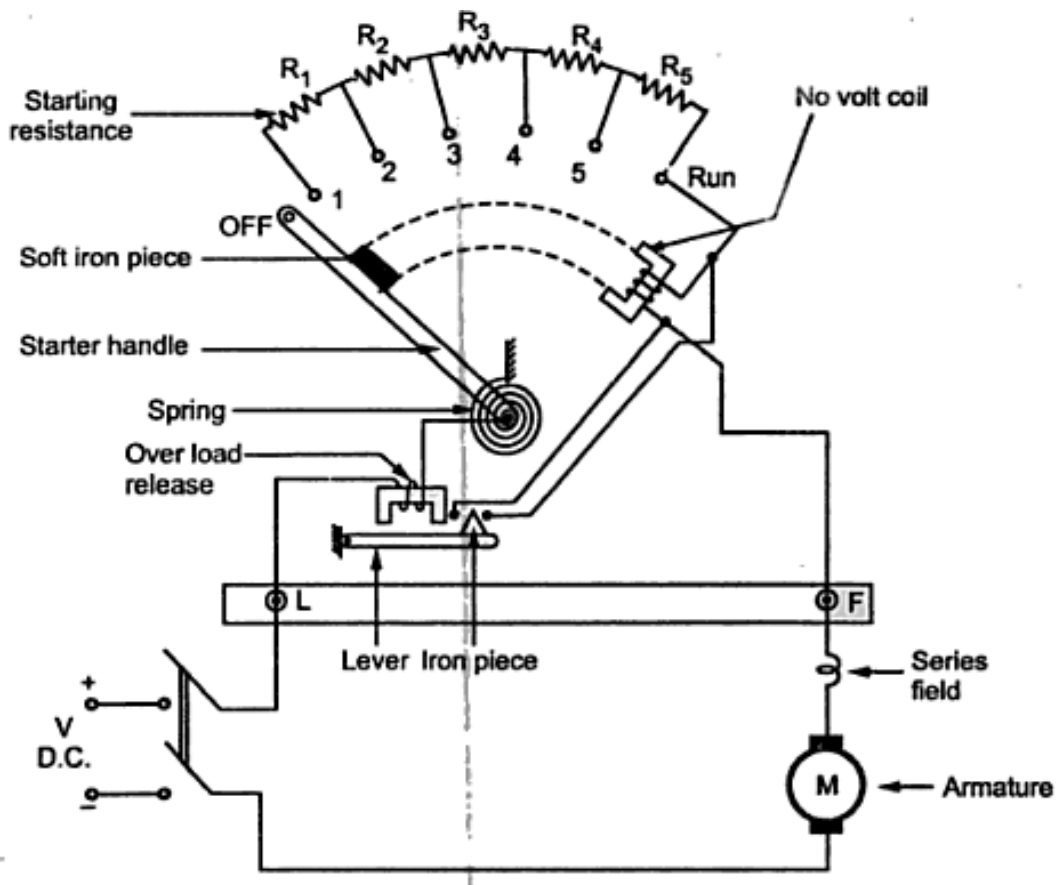 R1
R2
R3
R4
R5
Starting
resistance
No volt coil
1
2
3
4
5
Run
OFF
Soft iron piece
Starter handle
Spring
Over load
release
L
F
Lever Iron piece
+
V
D.C.
−
Series
field
M
Armature